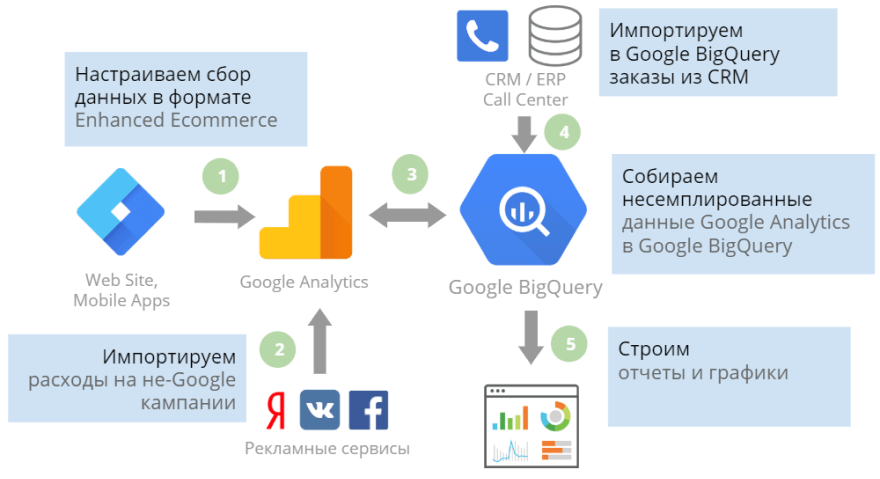 Импортируем
в Google BigQuery
заказы из CRM
CRM / ERP
Call Center
Настраиваем сбор
данных в формате
Enhanced Ecommerce
4
1
3
Собираем
несемплированные
данные Google Analytics
в Google BigQuery
Web Site,
Mobile Apps
Google Analytics
Google BigQuery
2
Импортируем
расходы на не-Google
кампании
5
Строим
отчеты и графики
Я
Рекламные сервисы